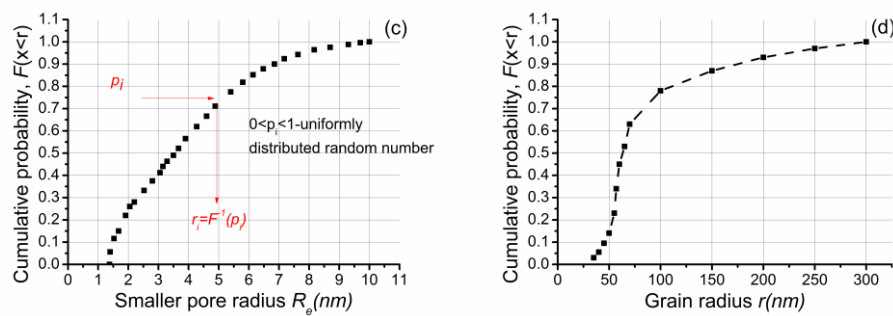 (c)
1.1
1.0
0.9
0.8
0.7
0.6
0.5
0.4
0.3
0.2
0.1
0.0
Cumulative probability, F(x<r)
p_i
0<p_i<1-uniformly
distributed random number
r_i=F^-1(p_i)
0 1 2 3 4 5 6 7 8 9 10 11
Smaller pore radius R_e(nm)
(d)
1.1
1.0
0.9
0.8
0.7
0.6
0.5
0.4
0.3
0.2
0.1
0.0
Cumulative probability, F(x<r)
0 50 100 150 200 250 300
Grain radius r(nm)